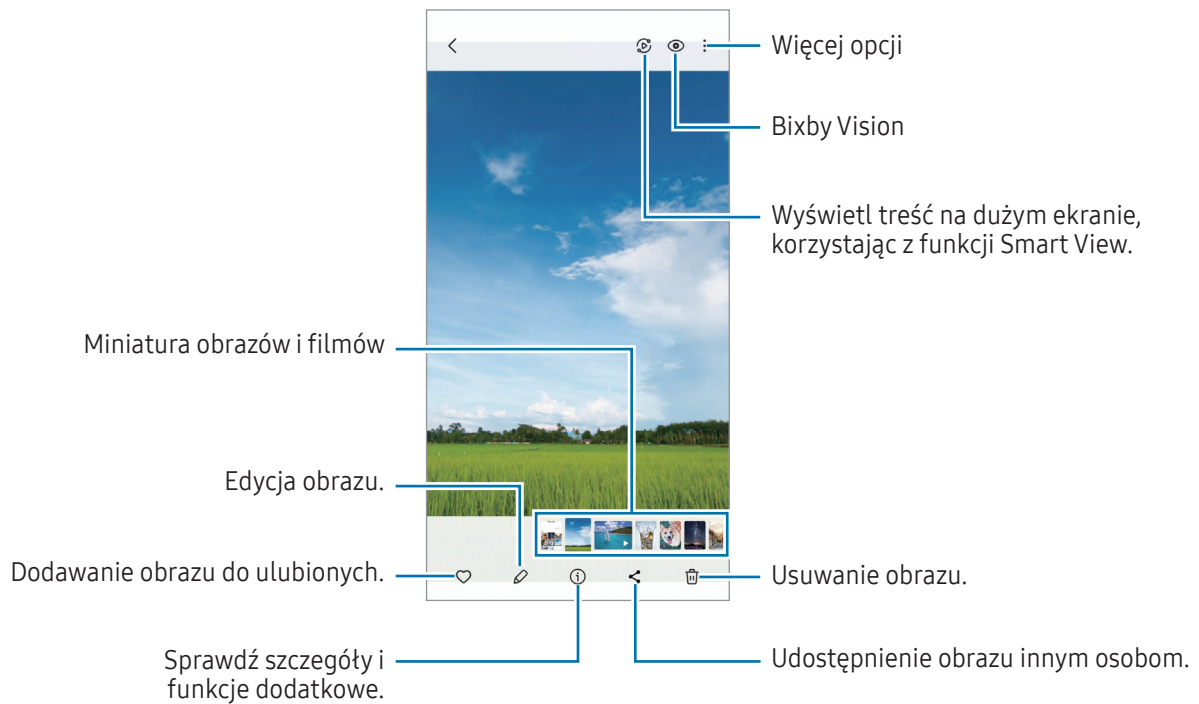 Więcej opcji
Bixby Vision
Wyświetl treść na dużym ekranie,
korzystając z funkcji Smart View.
Miniatura obrazów i filmów
Edycja obrazu.
Dodawanie obrazu do ulubionych.
Usuwanie obrazu.
Sprawdź szczegóły i
funkcje dodatkowe.
Udostępnienie obrazu innym osobom.